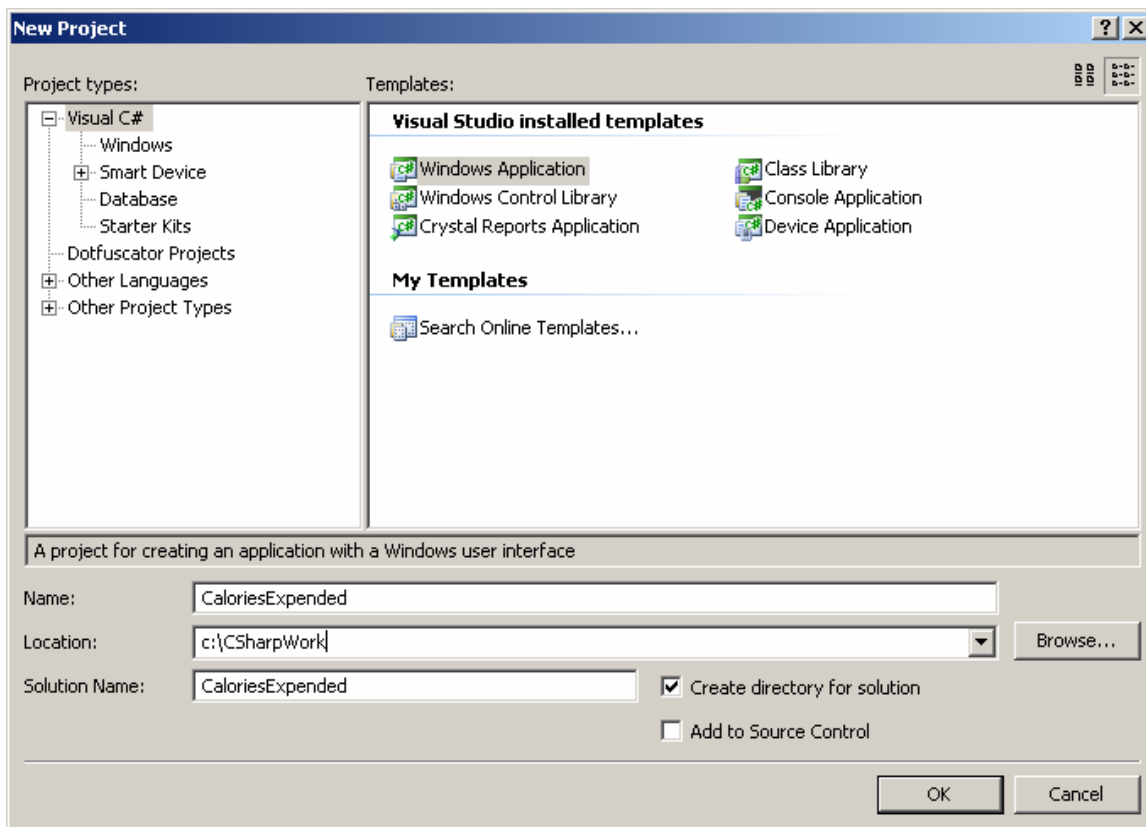 New Project
Project types:
Templates:
Visual C#
Windows
Smart Device
Database
Starter Kits
Dotfuscator Projects
Other Languages
Other Project Types
Visual Studio installed templates
Windows Application
Class Library
Windows Control Library
Console Application
Crystal Reports Application
Device Application
My Templates
Search Online Templates...
A project for creating an application with a Windows user interface
Name:
CaloriesExpended
Location:
c:\CSharpWork
Browse...
Solution Name:
CaloriesExpended
Create directory for solution
Add to Source Control
OK
Cancel